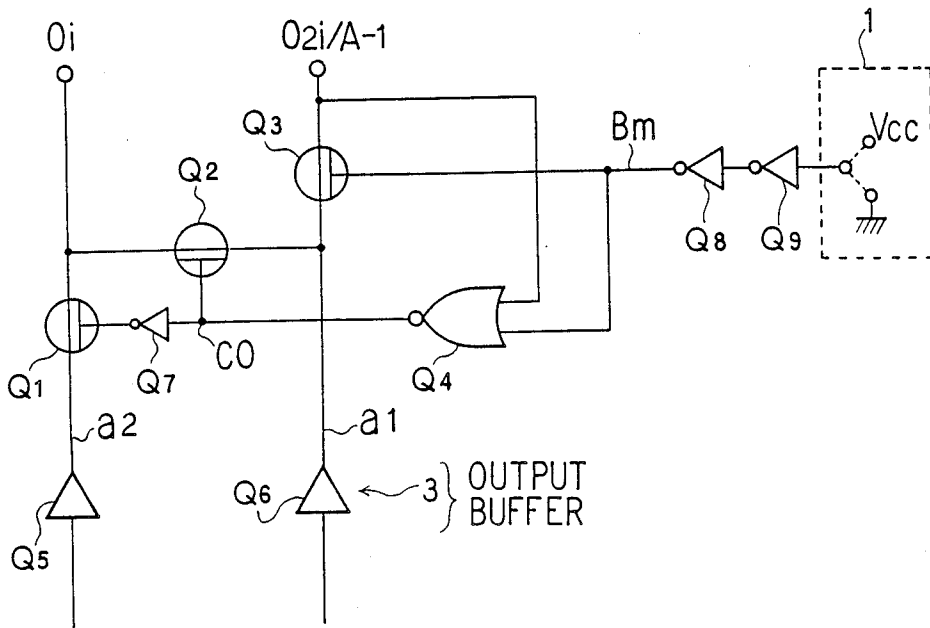 Oi
O2i/A-1
1
Vcc
Q3
Bm
Q2
Q8
Q9
Q1
Q7
CO
Q4
a2
a1
Q5
Q6
3
OUTPUT
BUFFER